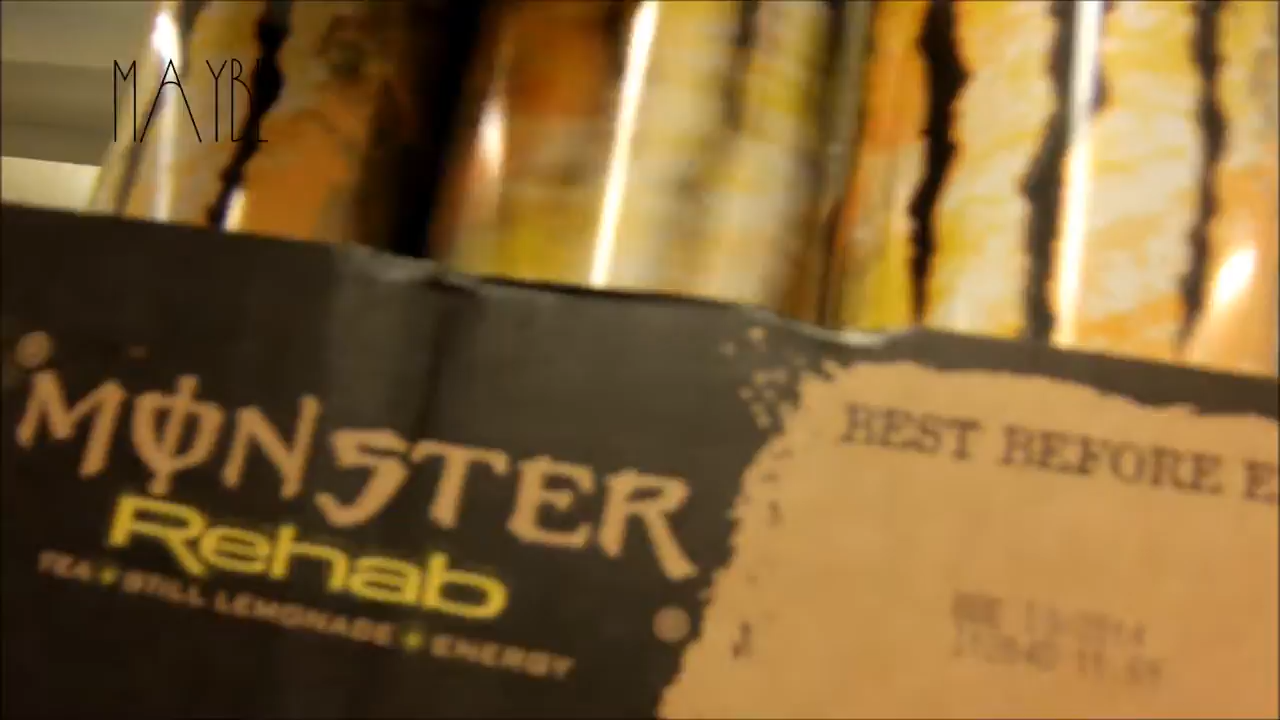 MAYBE
MONSTER
Rehab
TEA + STILL LEMONADE + ENERGY
BEST BEFORE E